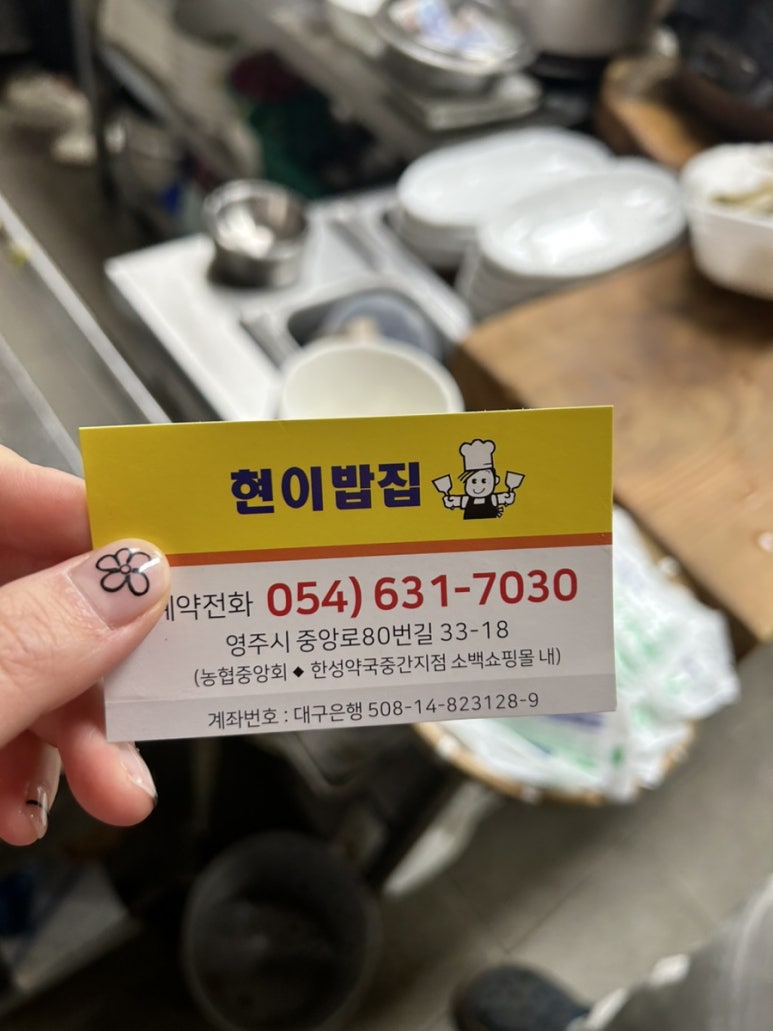 현이밥집
예약전화 054) 631-7030
영주시 중앙로80번길 33-18
(농협중앙회 ◆ 한성약국중간지점 소백쇼핑몰 내)
계좌번호 : 대구은행 508-14-823128-9